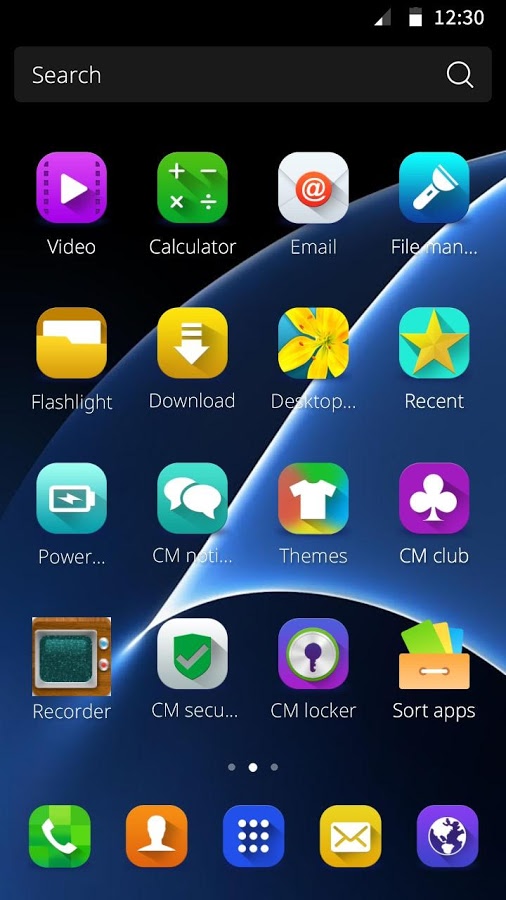 12:30
Search
Video Calculator Email File man...
Flashlight Download Desktop... Recent
Power... CM noti... Themes CM club
Recorder CM secu... CM locker Sort apps